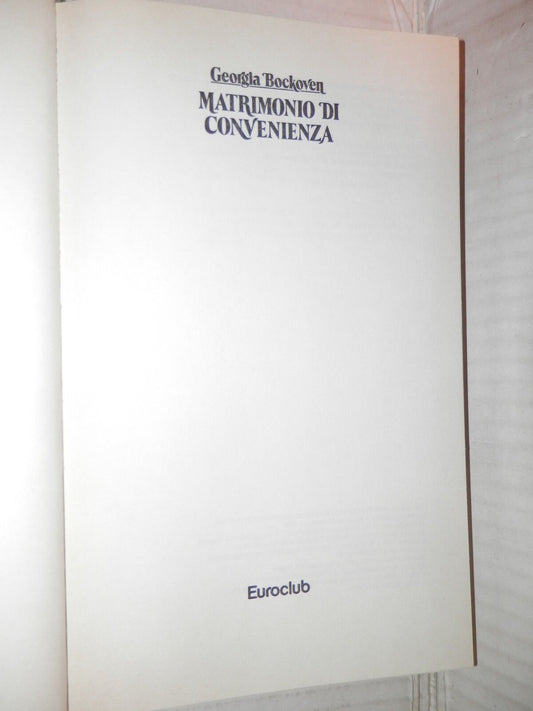 Georgia Bockoven
MATRIMONIO DI
CONVENIENZA
Euroclub